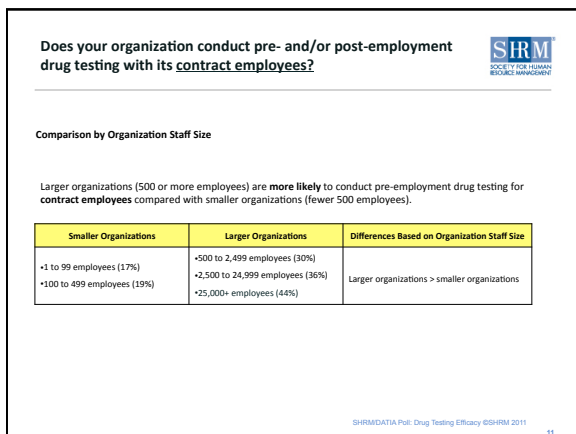 Does your organization conduct pre- and/or post-employment
drug testing with its contract employees?
SHRM
SOCIETY FOR HUMAN
RESOURCE MANAGEMENT
Comparison by Organization Staff Size
Larger organizations (500 or more employees) are more likely to conduct pre-employment drug testing for
contract employees compared with smaller organizations (fewer 500 employees).
Smaller Organizations
Larger Organizations
Differences Based on Organization Staff Size
•1 to 99 employees (17%)
•100 to 499 employees (19%)
•500 to 2,499 employees (30%)
•2,500 to 24,999 employees (36%)
•25,000+ employees (44%)
Larger organizations > smaller organizations
SHRM/DATIA Poll: Drug Testing Efficacy ©SHRM 2011
11